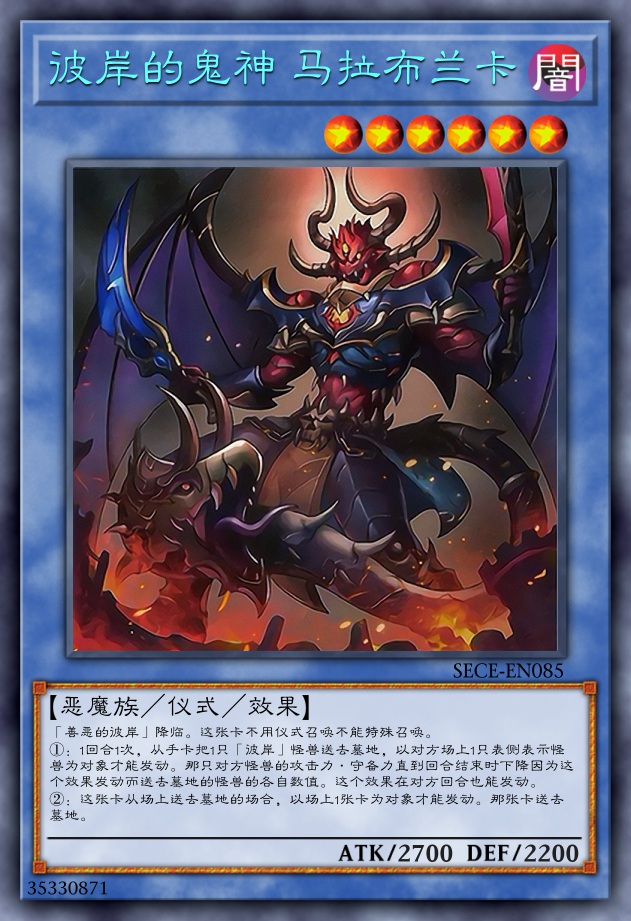 彼岸的鬼神 马拉布兰卡
闇
SECE-EN085
【恶魔族／仪式／效果】
「善恶的彼岸」降临。这张卡不用仪式召唤不能特殊召唤。
①：1回合1次，从手卡把1只「彼岸」怪兽送去墓地，以对方场上1只表侧表示怪
兽为对象才能发动。那只对方怪兽的攻击力·守备力直到回合结束时下降因为这
个效果发动而送去墓地的怪兽的各自数值。这个效果在对方回合也能发动。
②：这张卡从场上送去墓地的场合，以场上1张卡为对象才能发动。那张卡送去
墓地。
ATK/2700 DEF/2200
35330871